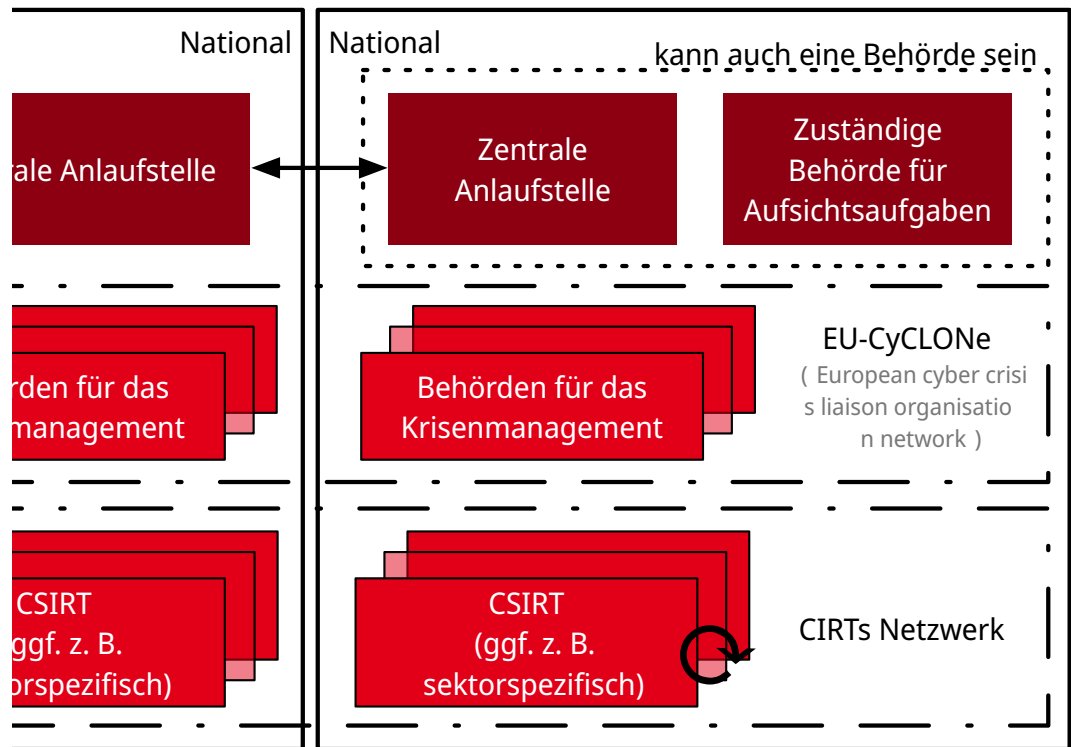 National
rale Anlaufstelle
rden für das
management
CSIRT
ggf. z. B.
orspezifisch)
National
kann auch eine Behörde sein
Zentrale
Anlaufstelle
Zuständige
Behörde für
Aufsichtsaufgaben
Behörden für das
Krisenmanagement
EU-CyCLONe
( European cyber crisi
s liaison organisatio
n network )
CSIRT
(ggf. z. B.
sektorspezifisch)
CIRTs Netzwerk